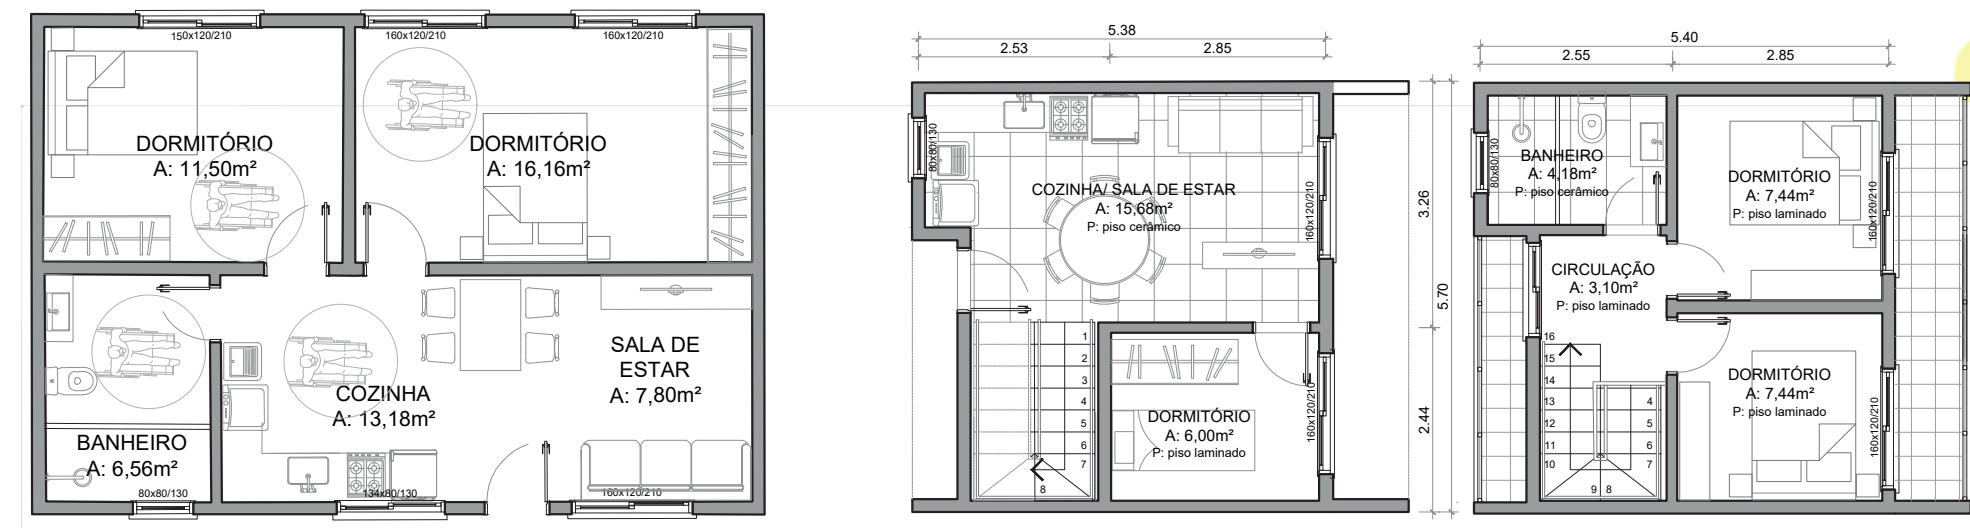 150x120/210
160x120/210
160x120/210
DORMITÓRIO
A: 11,50m²
DORMITÓRIO
A: 16,16m²
SALA DE
ESTAR
A: 7,80m²
COZINHA
A: 13,18m²
BANHEIRO
A: 6,56m²
80x80/130
134x80/130
160x120/210
5.38
2.53
2.85
80x80/130
COZINHA/ SALA DE ESTAR
A: 15,68m²
P: piso cerâmico
160x120/210
3.26
5.70
2.44
1
2
3
4
5
6
7
8
DORMITÓRIO
A: 6,00m²
P: piso laminado
160x120/210
5.40
2.55
2.85
80x80/130
BANHEIRO
A: 4,18m²
P: piso cerâmico
DORMITÓRIO
A: 7,44m²
P: piso laminado
160x120/210
CIRCULAÇÃO
A: 3,10m²
P: piso laminado
16
15
14
13
12
11
10
9
8
7
6
5
4
DORMITÓRIO
A: 7,44m²
P: piso laminado
160x120/210